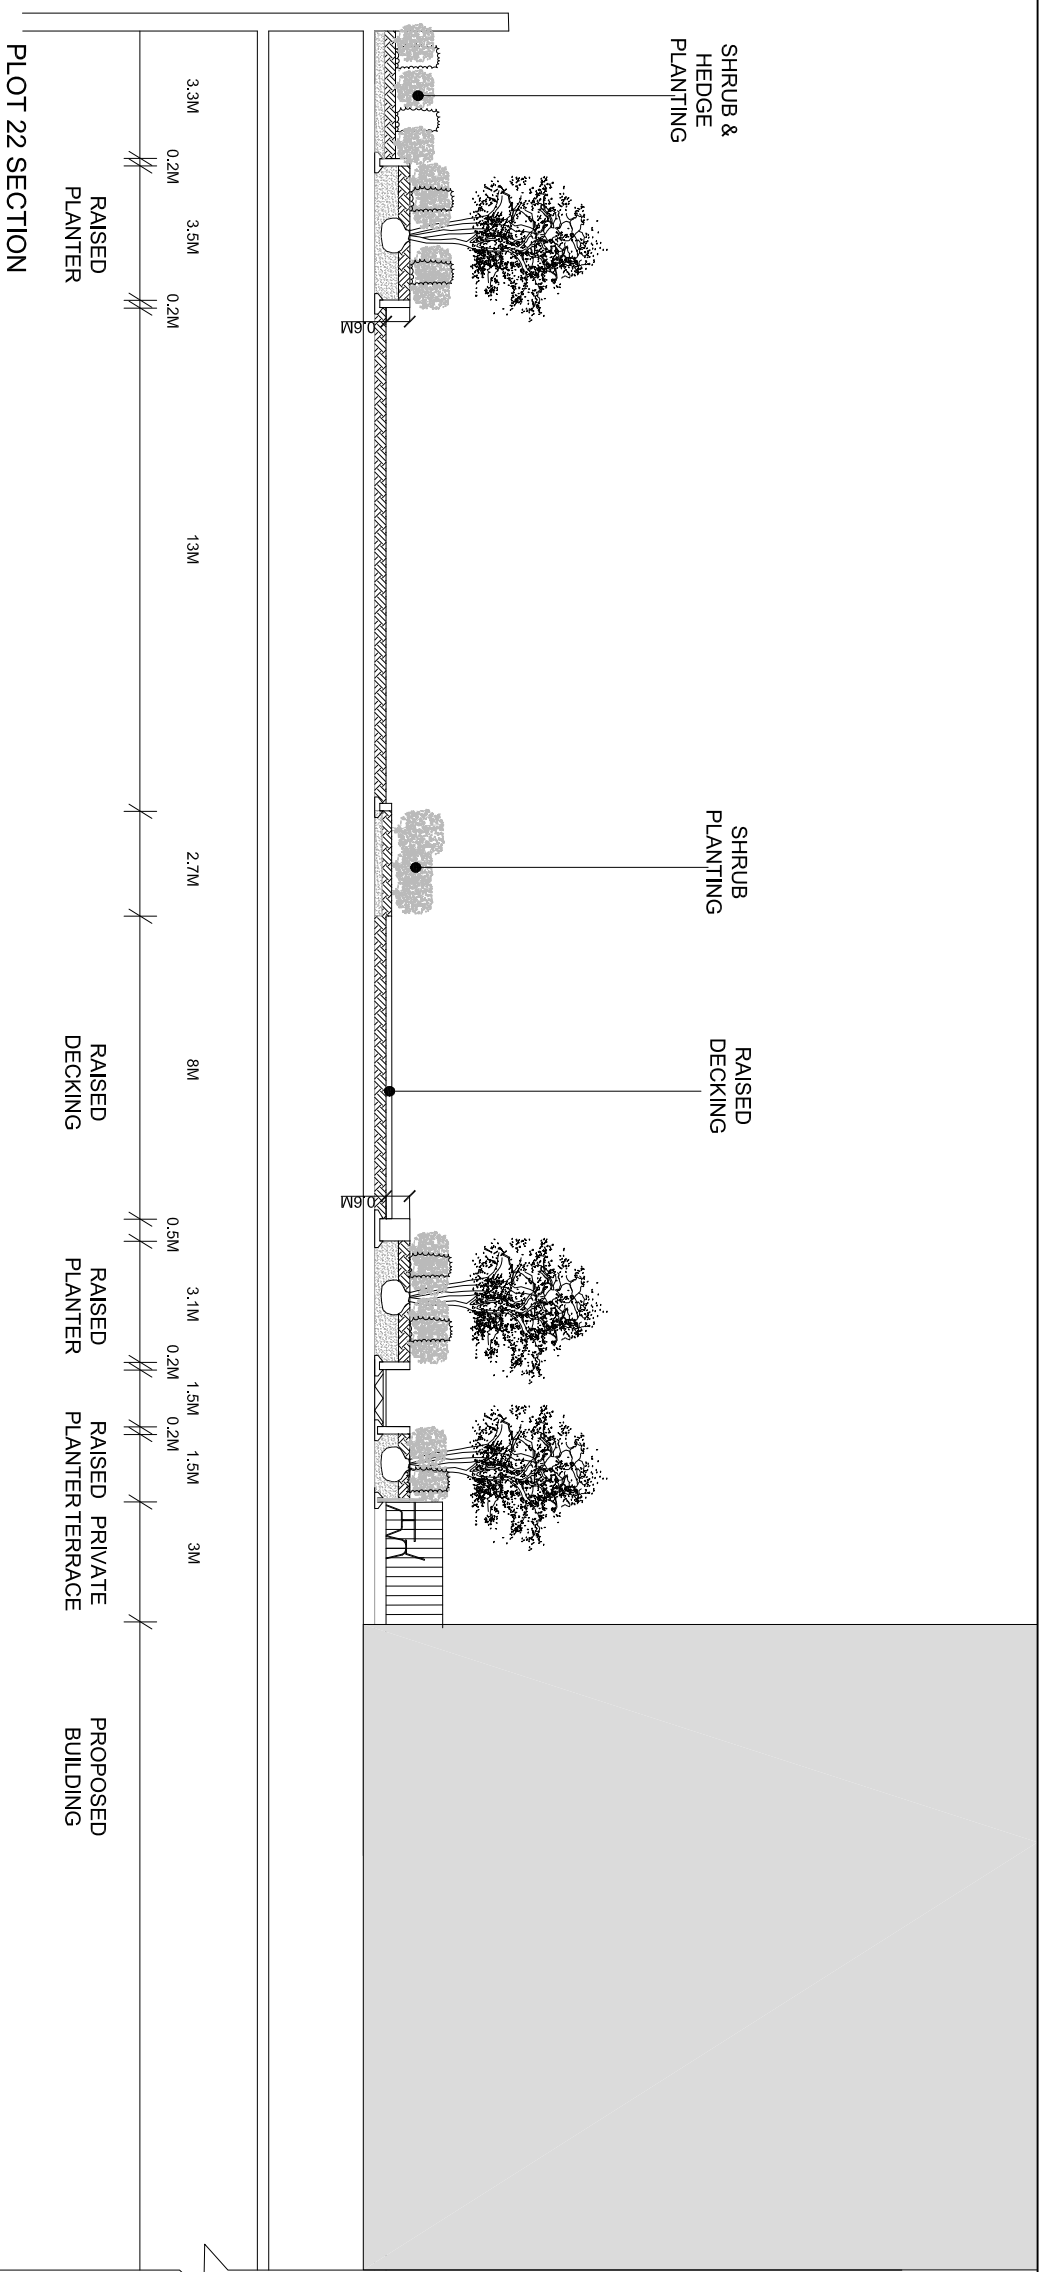 SHRUB &
HEDGE
PLANTING
SHRUB
PLANTING
RAISED
DECKING
0.6M
0.6M
3.3M
0.2M
3.5M
0.2M
13M
2.7M
8M
0.5M
3.1M
0.2M
1.5M
0.2M
1.5M
3M
RAISED
PLANTER
RAISED
DECKING
RAISED
PLANTER
RAISED
PLANTER
PRIVATE
TERRACE
PROPOSED
BUILDING
PLOT 22 SECTION